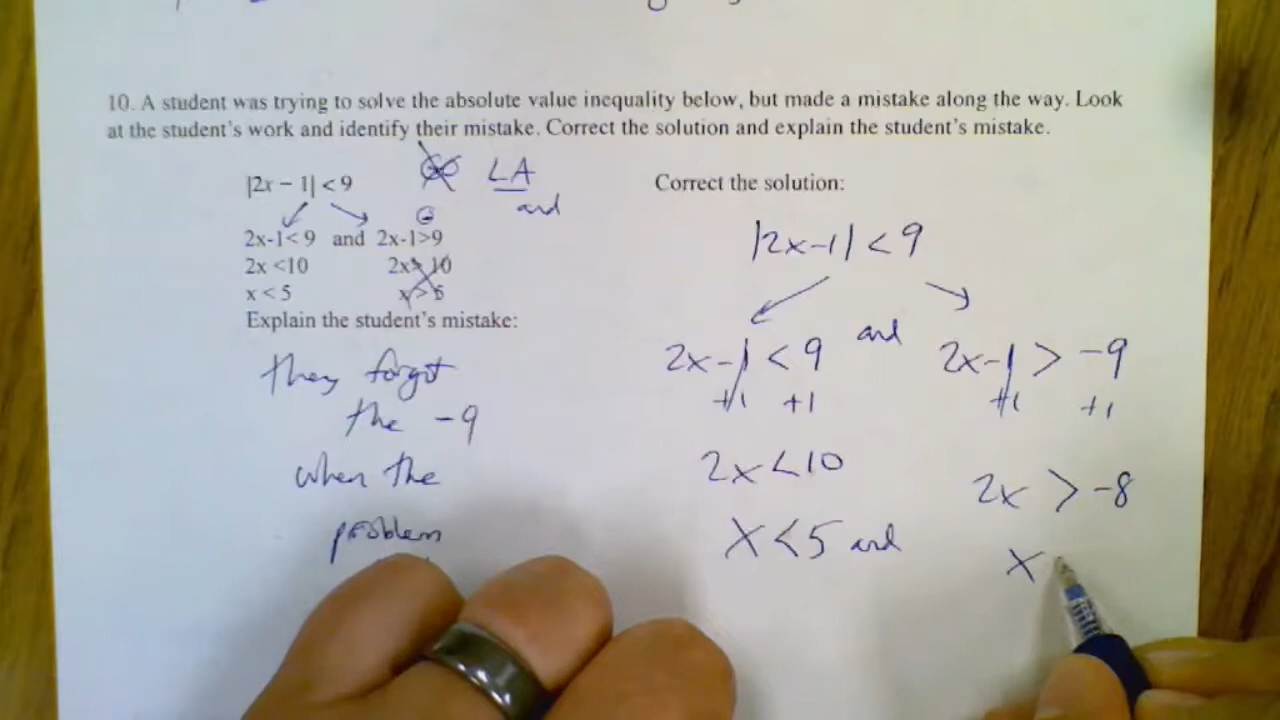 10. A student was trying to solve the absolute value inequality below, but made a mistake along the way. Look
at the student's work and identify their mistake. Correct the solution and explain the student's mistake.
|2x − 1| < 9
LA
and
2x-1< 9 and 2x-1>9
2x <10 2x>10
x < 5 x > 5
Explain the student's mistake:
they forgot
the -9
when the
problem
Correct the solution:
|2x-1| < 9
2x-1 < 9 and 2x-1 > -9
+1 +1 +1 +1
2x<10 2x > -8
x<5 and x